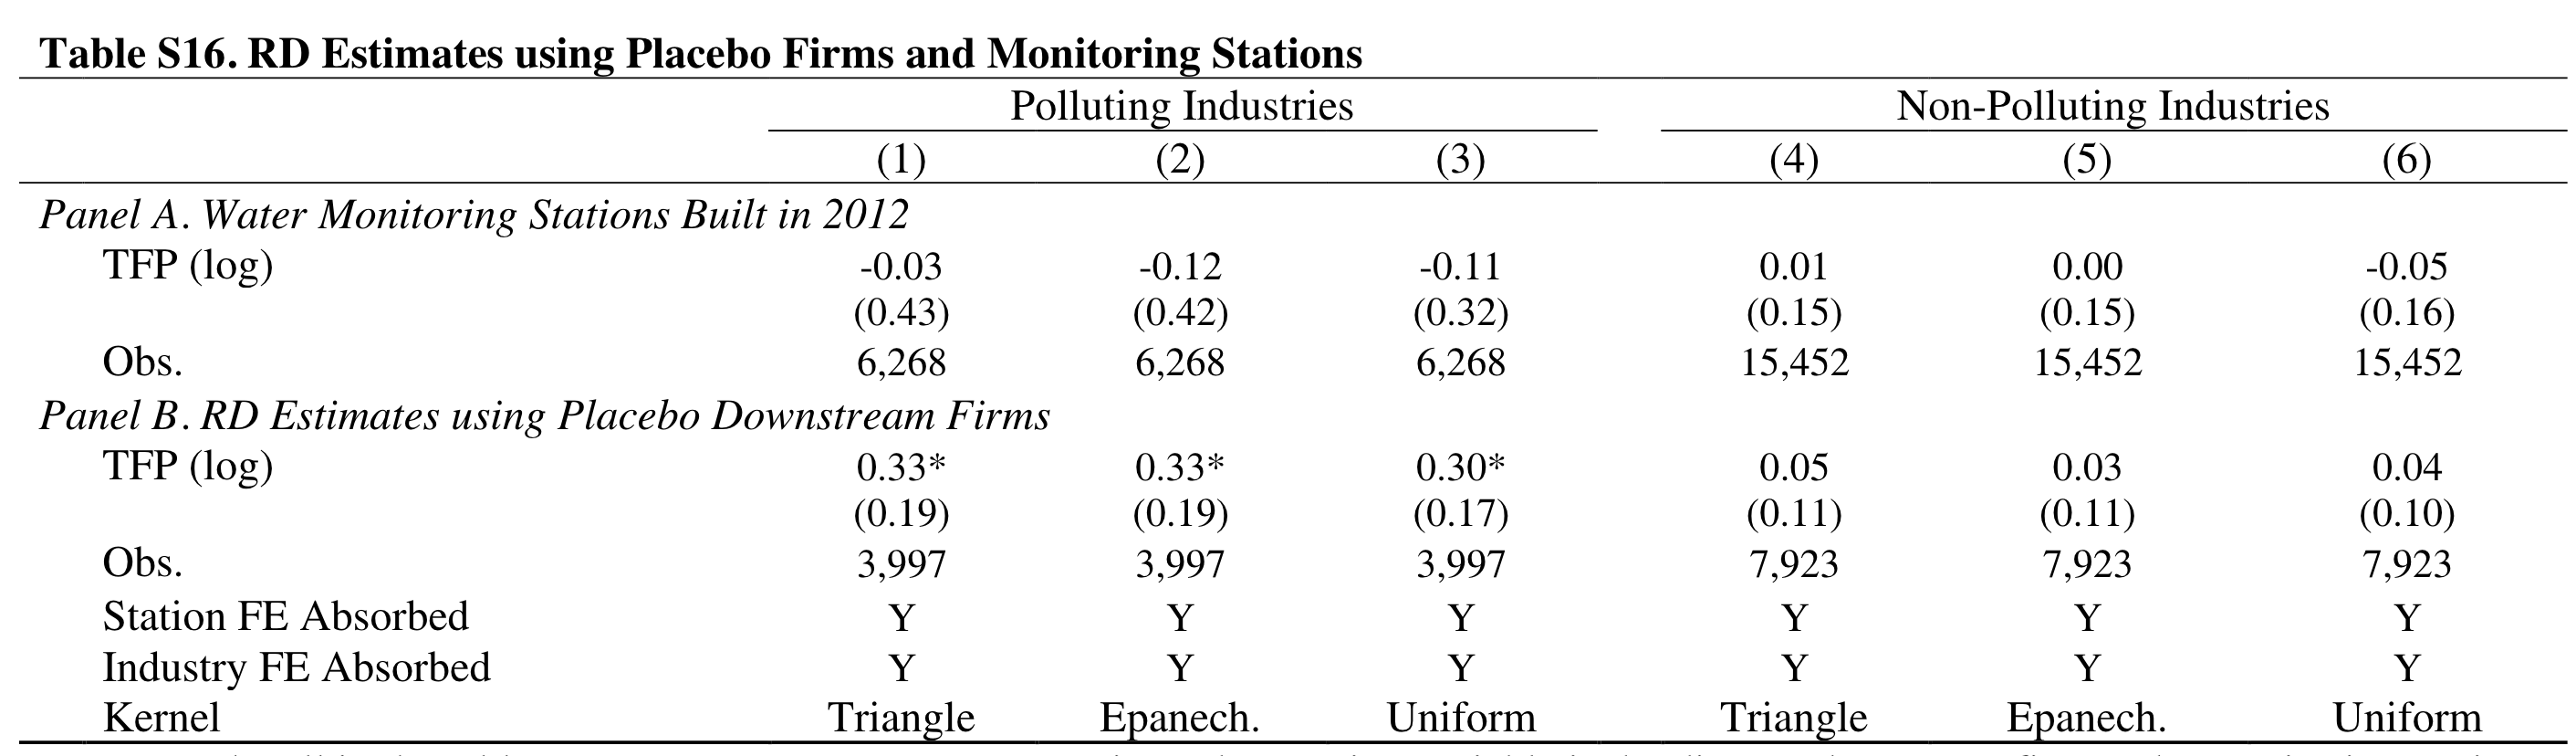 Table S16. RD Estimates using Placebo Firms and Monitoring Stations
Polluting Industries Non-Polluting Industries
(1) (2) (3) (4) (5) (6)
Panel A. Water Monitoring Stations Built in 2012
TFP (log) -0.03 -0.12 -0.11 0.01 0.00 -0.05
(0.43) (0.42) (0.32) (0.15) (0.15) (0.16)
Obs. 6,268 6,268 6,268 15,452 15,452 15,452
Panel B. RD Estimates using Placebo Downstream Firms
TFP (log) 0.33* 0.33* 0.30* 0.05 0.03 0.04
(0.19) (0.19) (0.17) (0.11) (0.11) (0.10)
Obs. 3,997 3,997 3,997 7,923 7,923 7,923
Station FE Absorbed Y Y Y Y Y Y
Industry FE Absorbed Y Y Y Y Y Y
Kernel Triangle Epanech. Uniform Triangle Epanech. Uniform